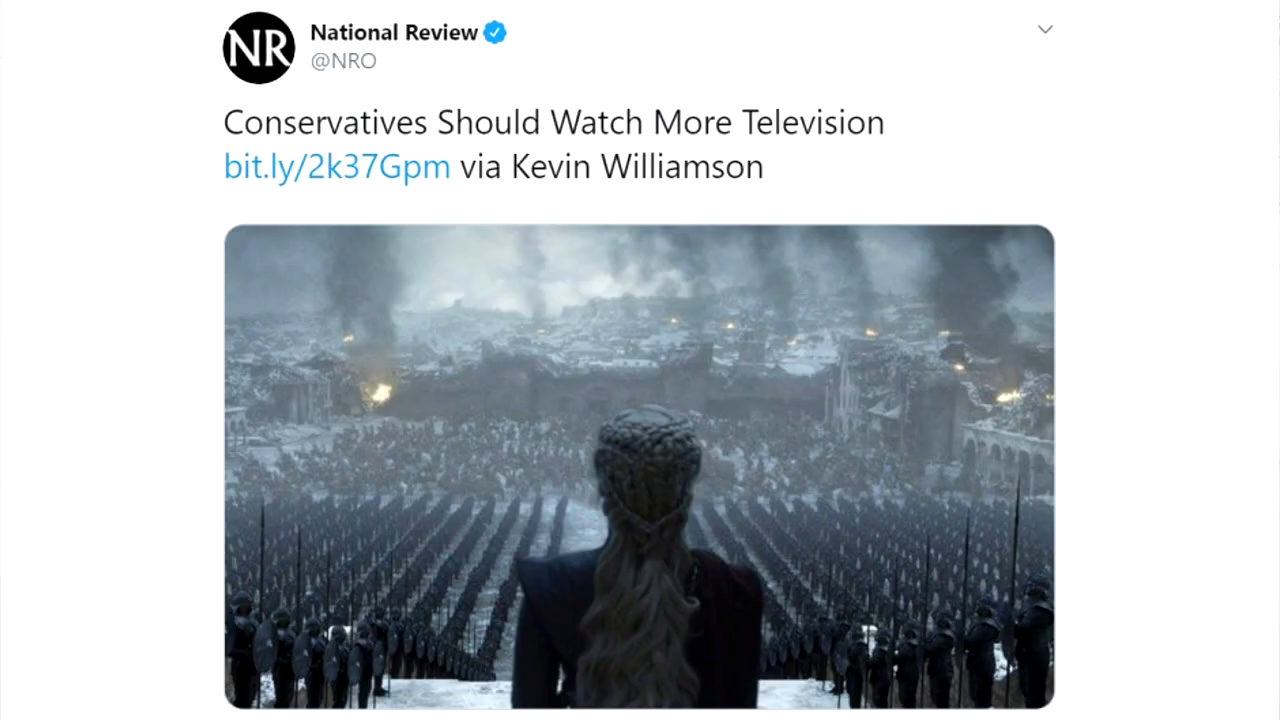 NR
National Review
@NRO
Conservatives Should Watch More Television
bit.ly/2k37Gpm via Kevin Williamson